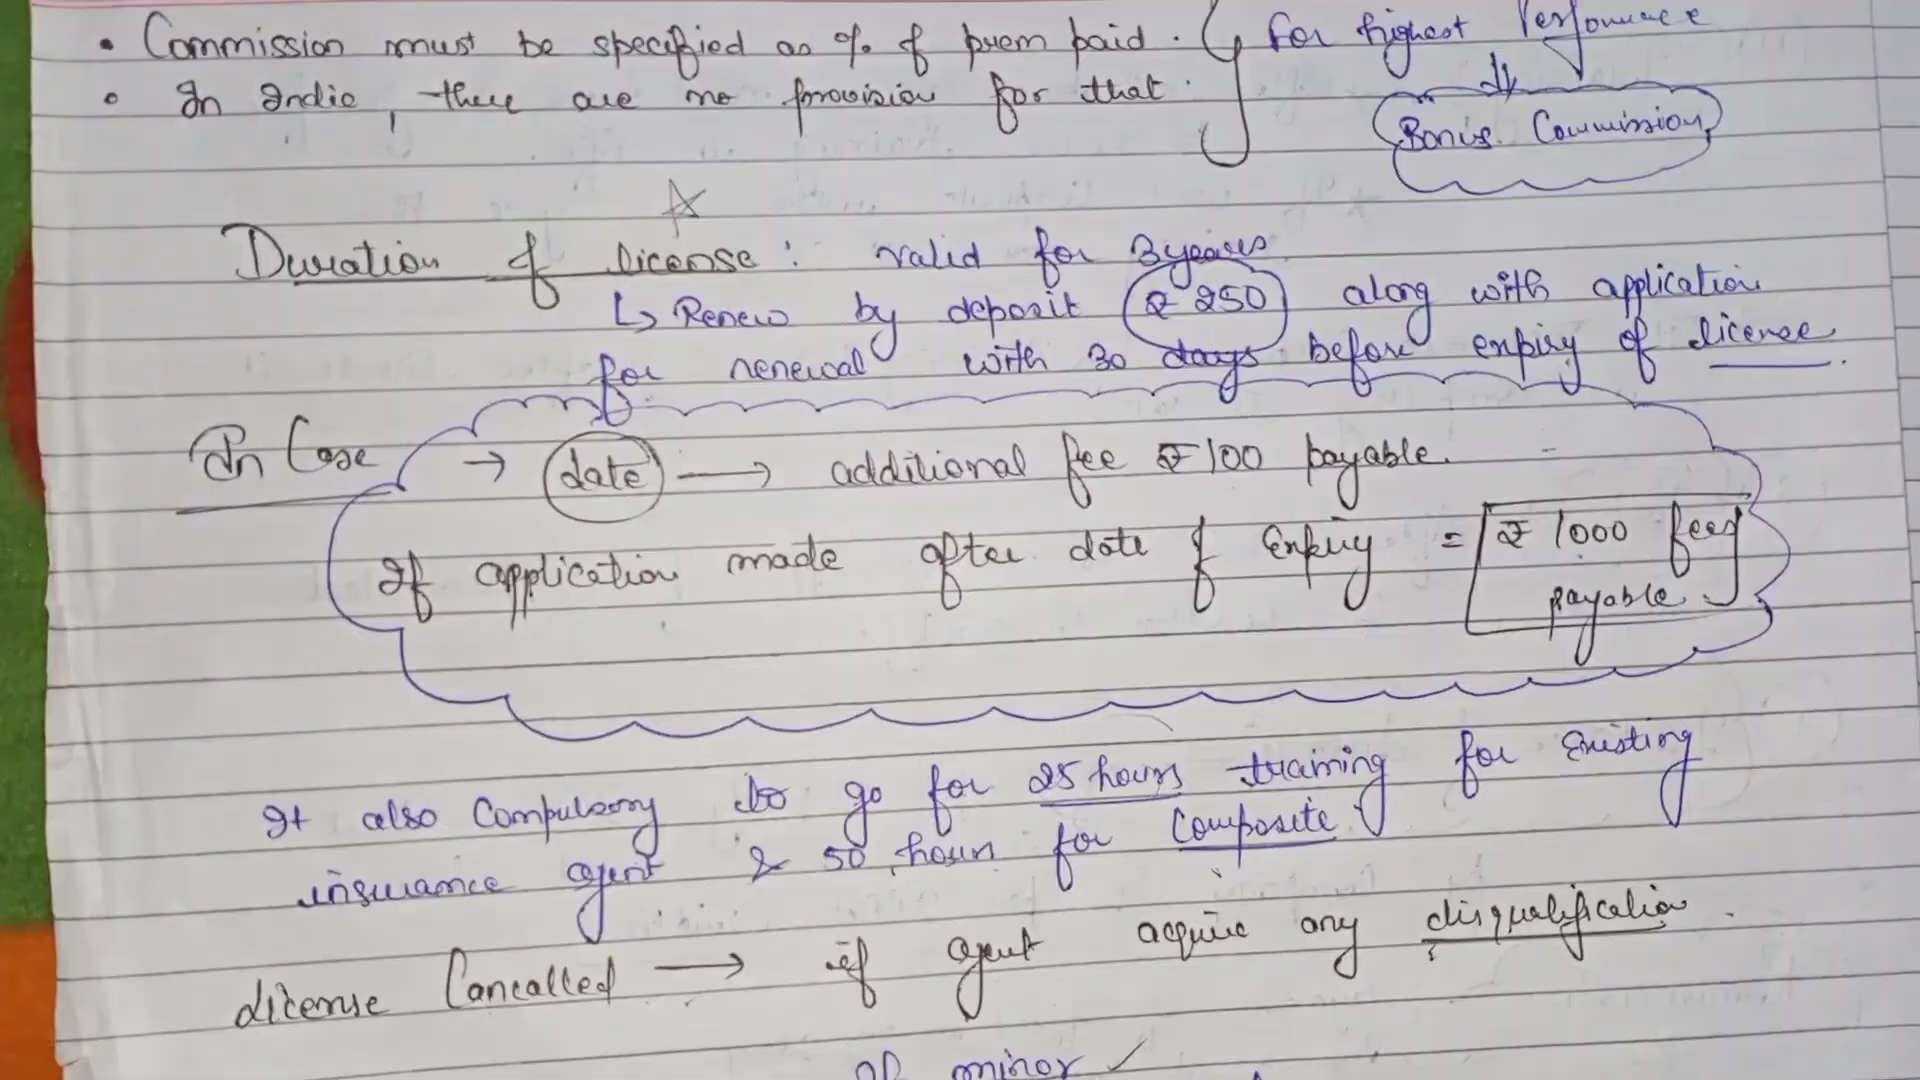 • Commission must be specified as % of prem paid.
• In India, there are no provision for that.
for highest Performance
Bonus Commission
Duration of license: valid for 3 years
↳ Renew by deposit ₹ 250 along with application
for renewal with 30 days before expiry of license.
In Case → date → additional fee ₹ 100 payable.
If application made after date of Expiry = ₹ 1000 fees
payable
It also Compulsory to go for 25 hours training for Existing
insurance agent & 50 hours for Composite
license Cancalled → if agent acquire any disqualification.
If minor ✓